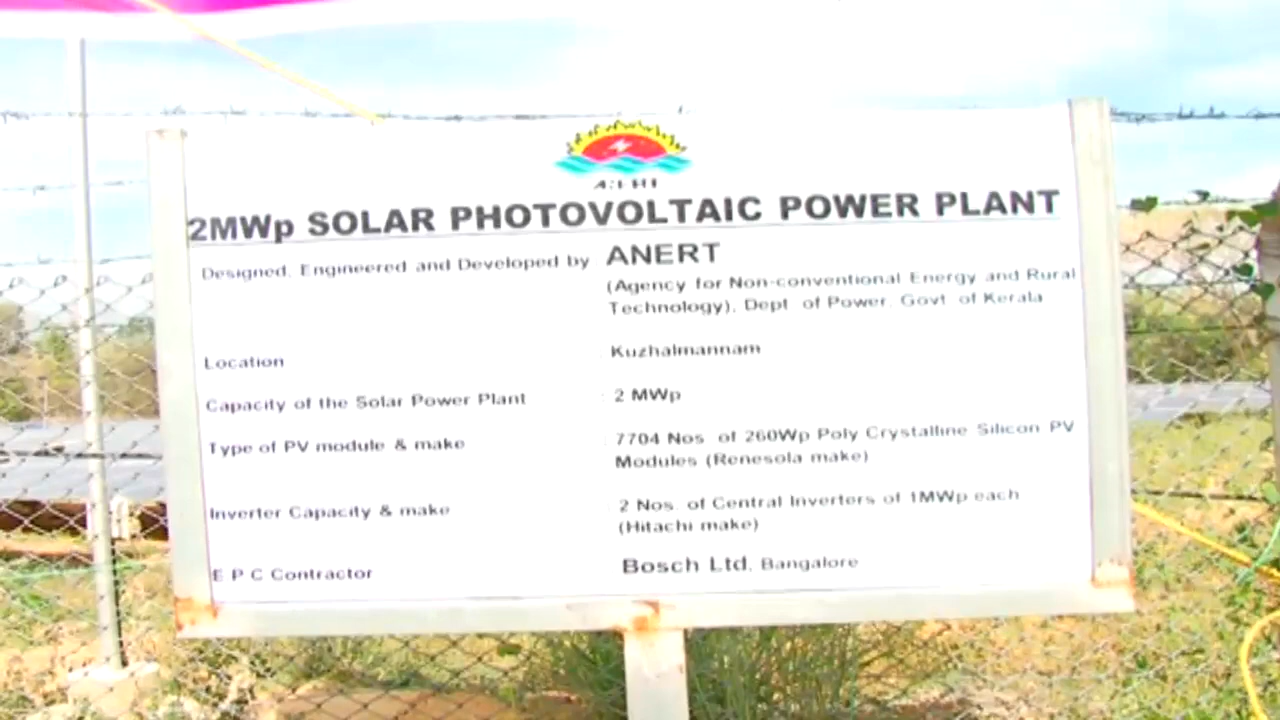 ANERT
2MWp SOLAR PHOTOVOLTAIC POWER PLANT
Designed, Engineered and Developed by ANERT
(Agency for Non-conventional Energy and Rural
Technology), Dept of Power, Govt of Kerala
Location : Kuzhalmannam
Capacity of the Solar Power Plant : 2 MWp
Type of PV module & make : 7704 Nos. of 260Wp Poly Crystalline Silicon PV
Modules (Renesola make)
Inverter Capacity & make : 2 Nos. of Central Inverters of 1MWp each
(Hitachi make)
E P C Contractor Bosch Ltd, Bangalore